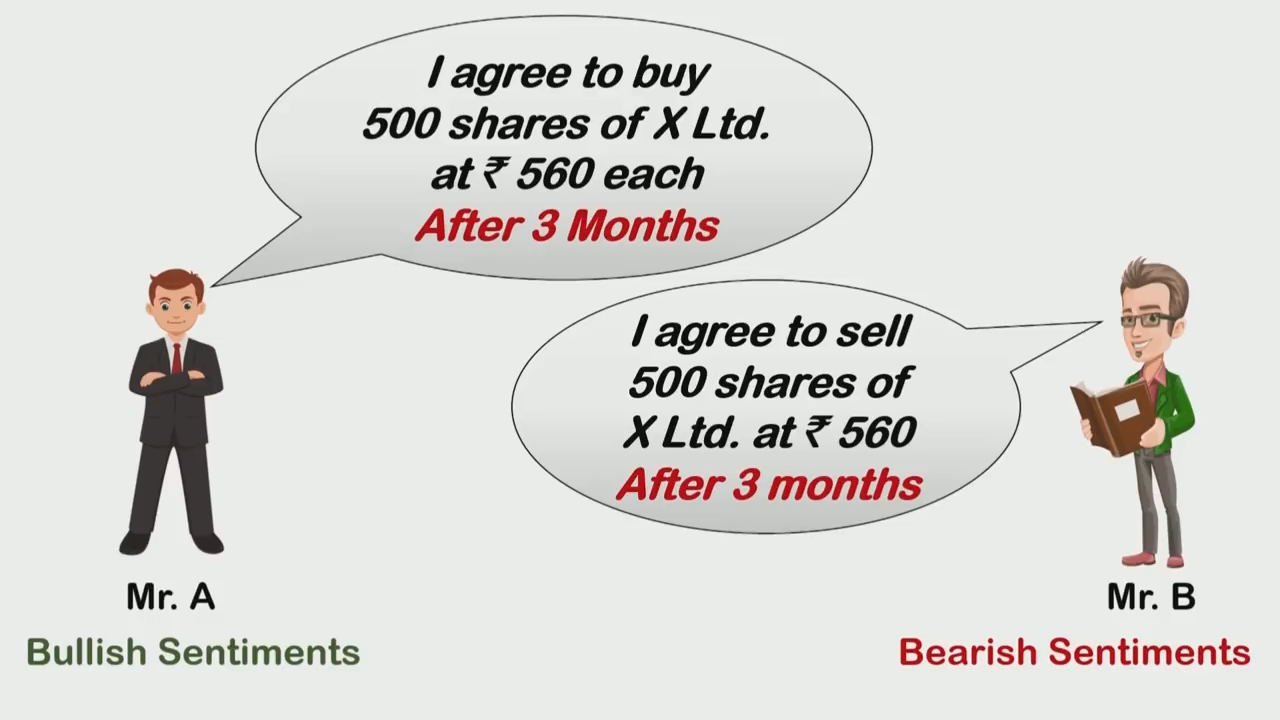 I agree to buy
500 shares of X Ltd.
at ₹ 560 each
After 3 Months
I agree to sell
500 shares of
X Ltd. at ₹ 560
After 3 months
Mr. A
Bullish Sentiments
Mr. B
Bearish Sentiments